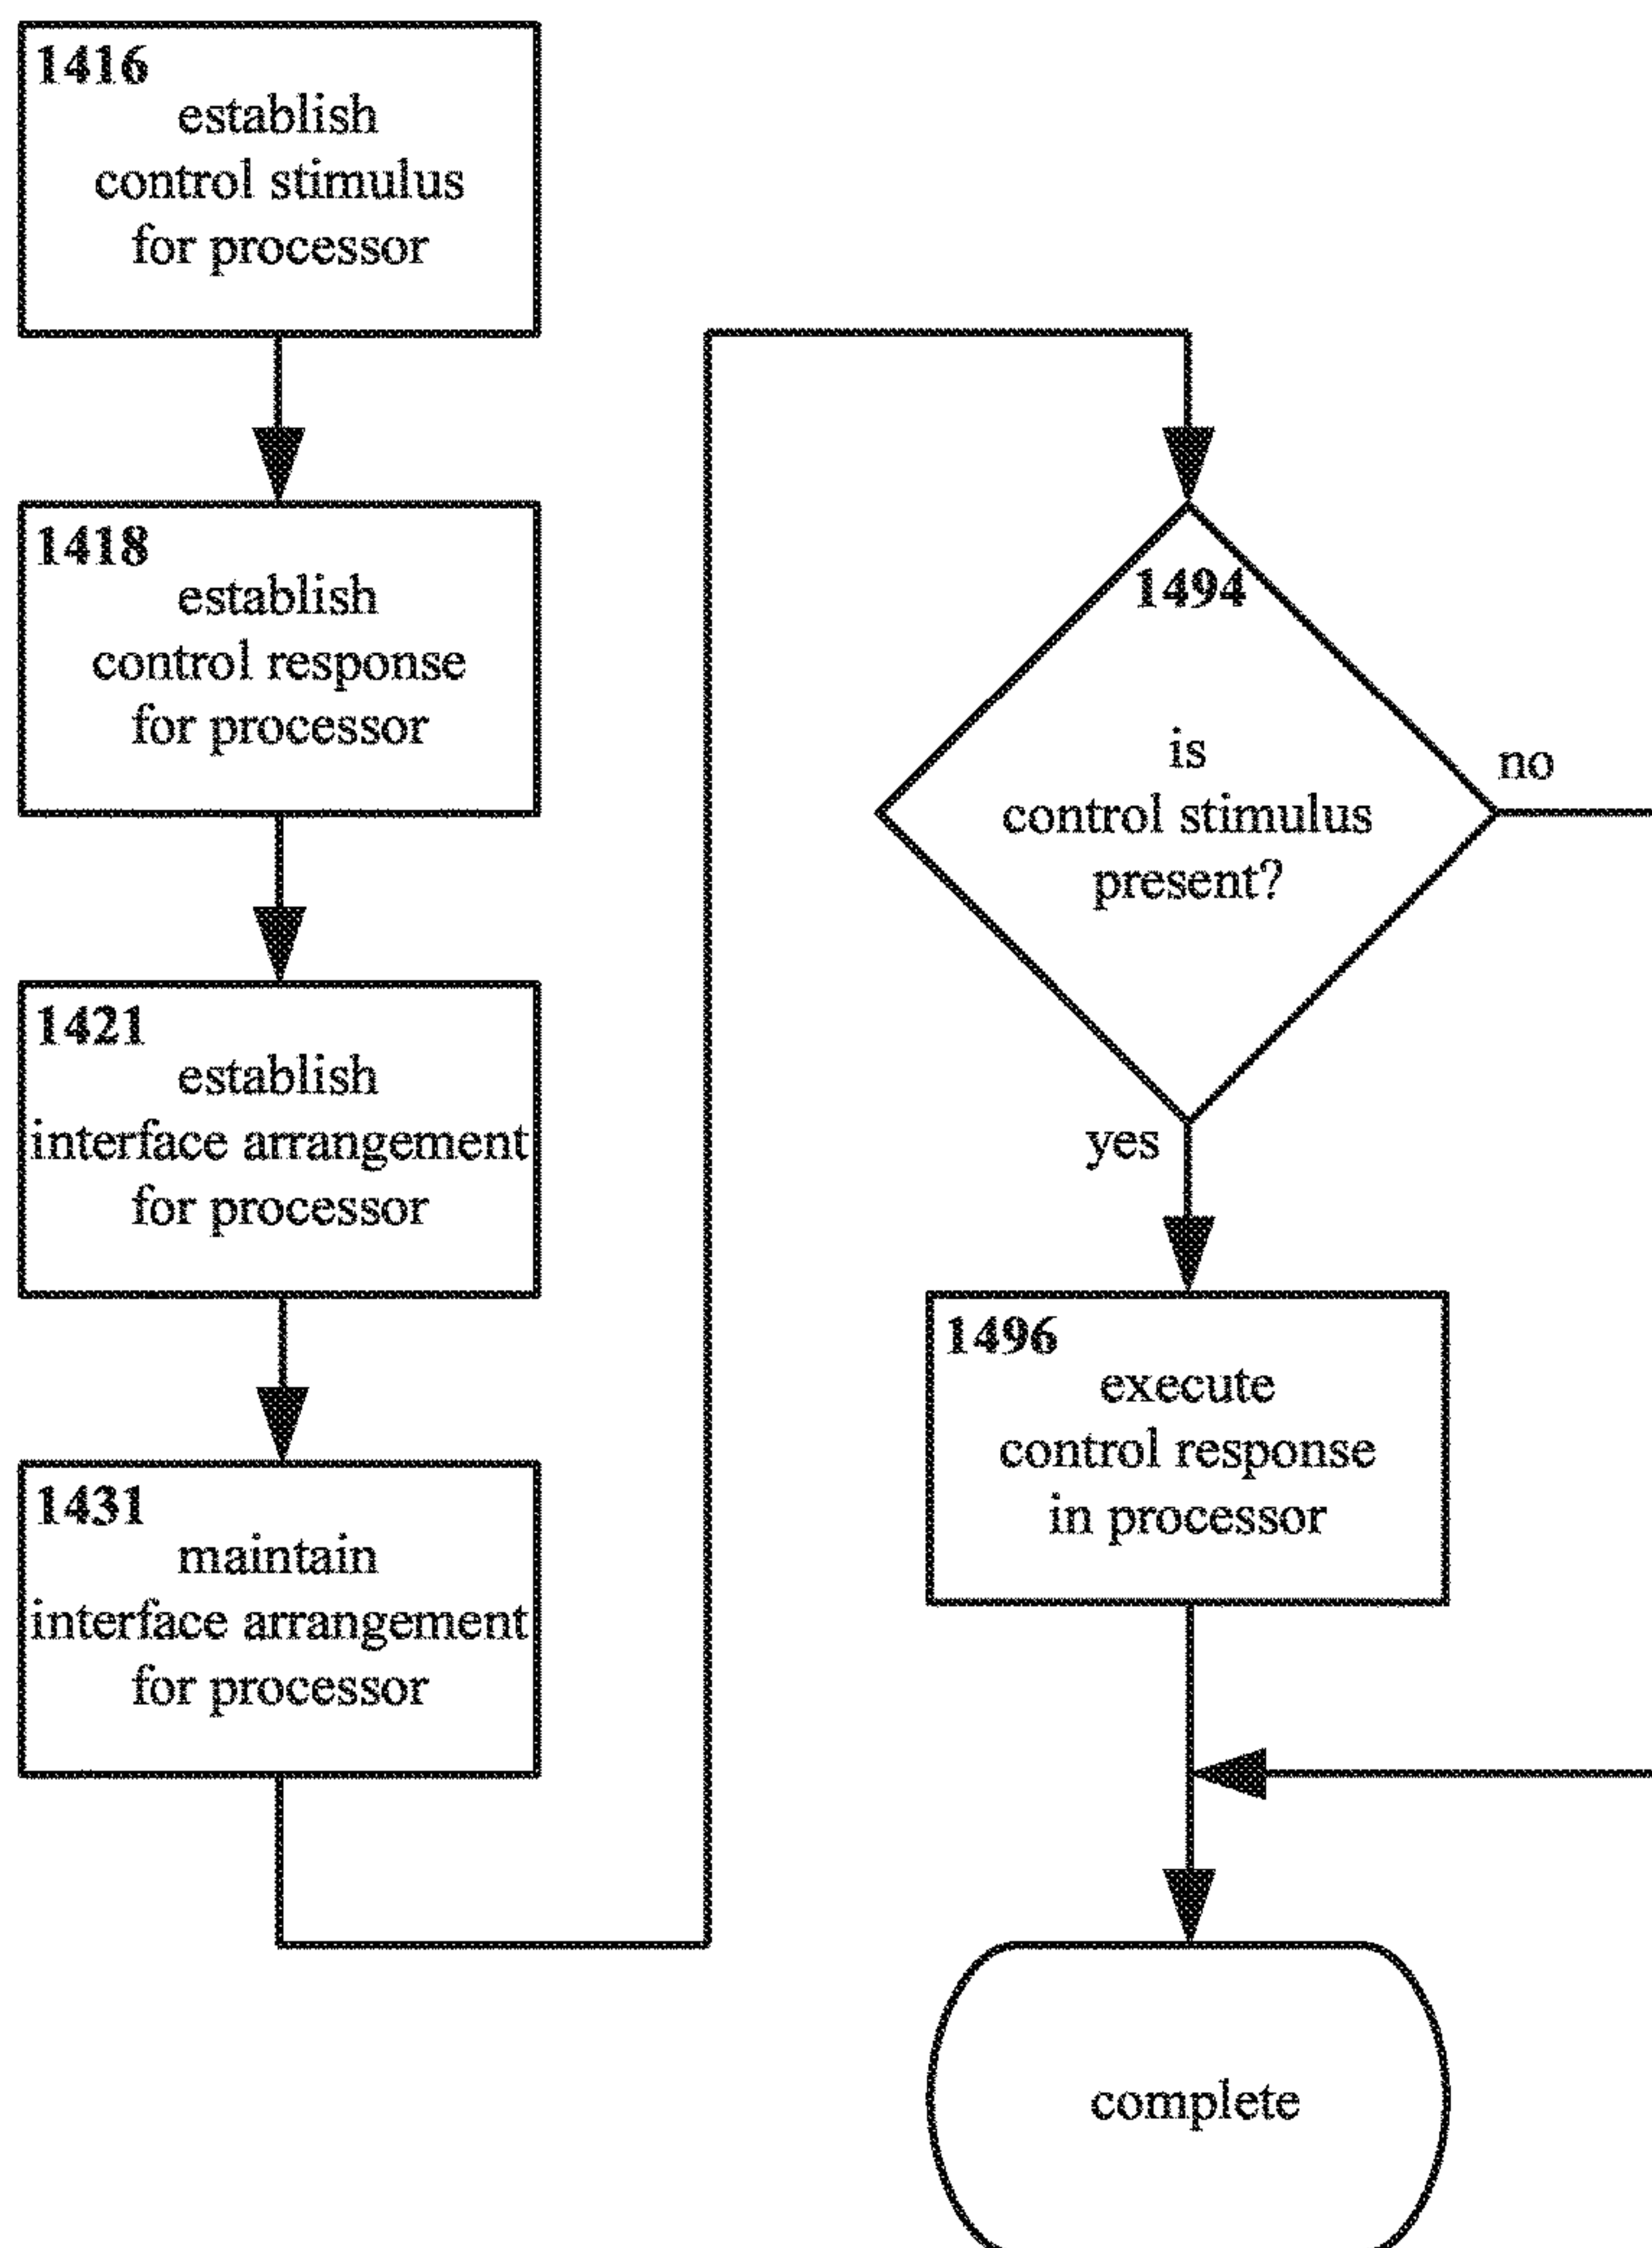 1416
establish
control stimulus
for processor
1418
establish
control response
for processor
1421
establish
interface arrangement
for processor
1431
maintain
interface arrangement
for processor
1494
is
control stimulus
present?
no
yes
1496
execute
control response
in processor
complete